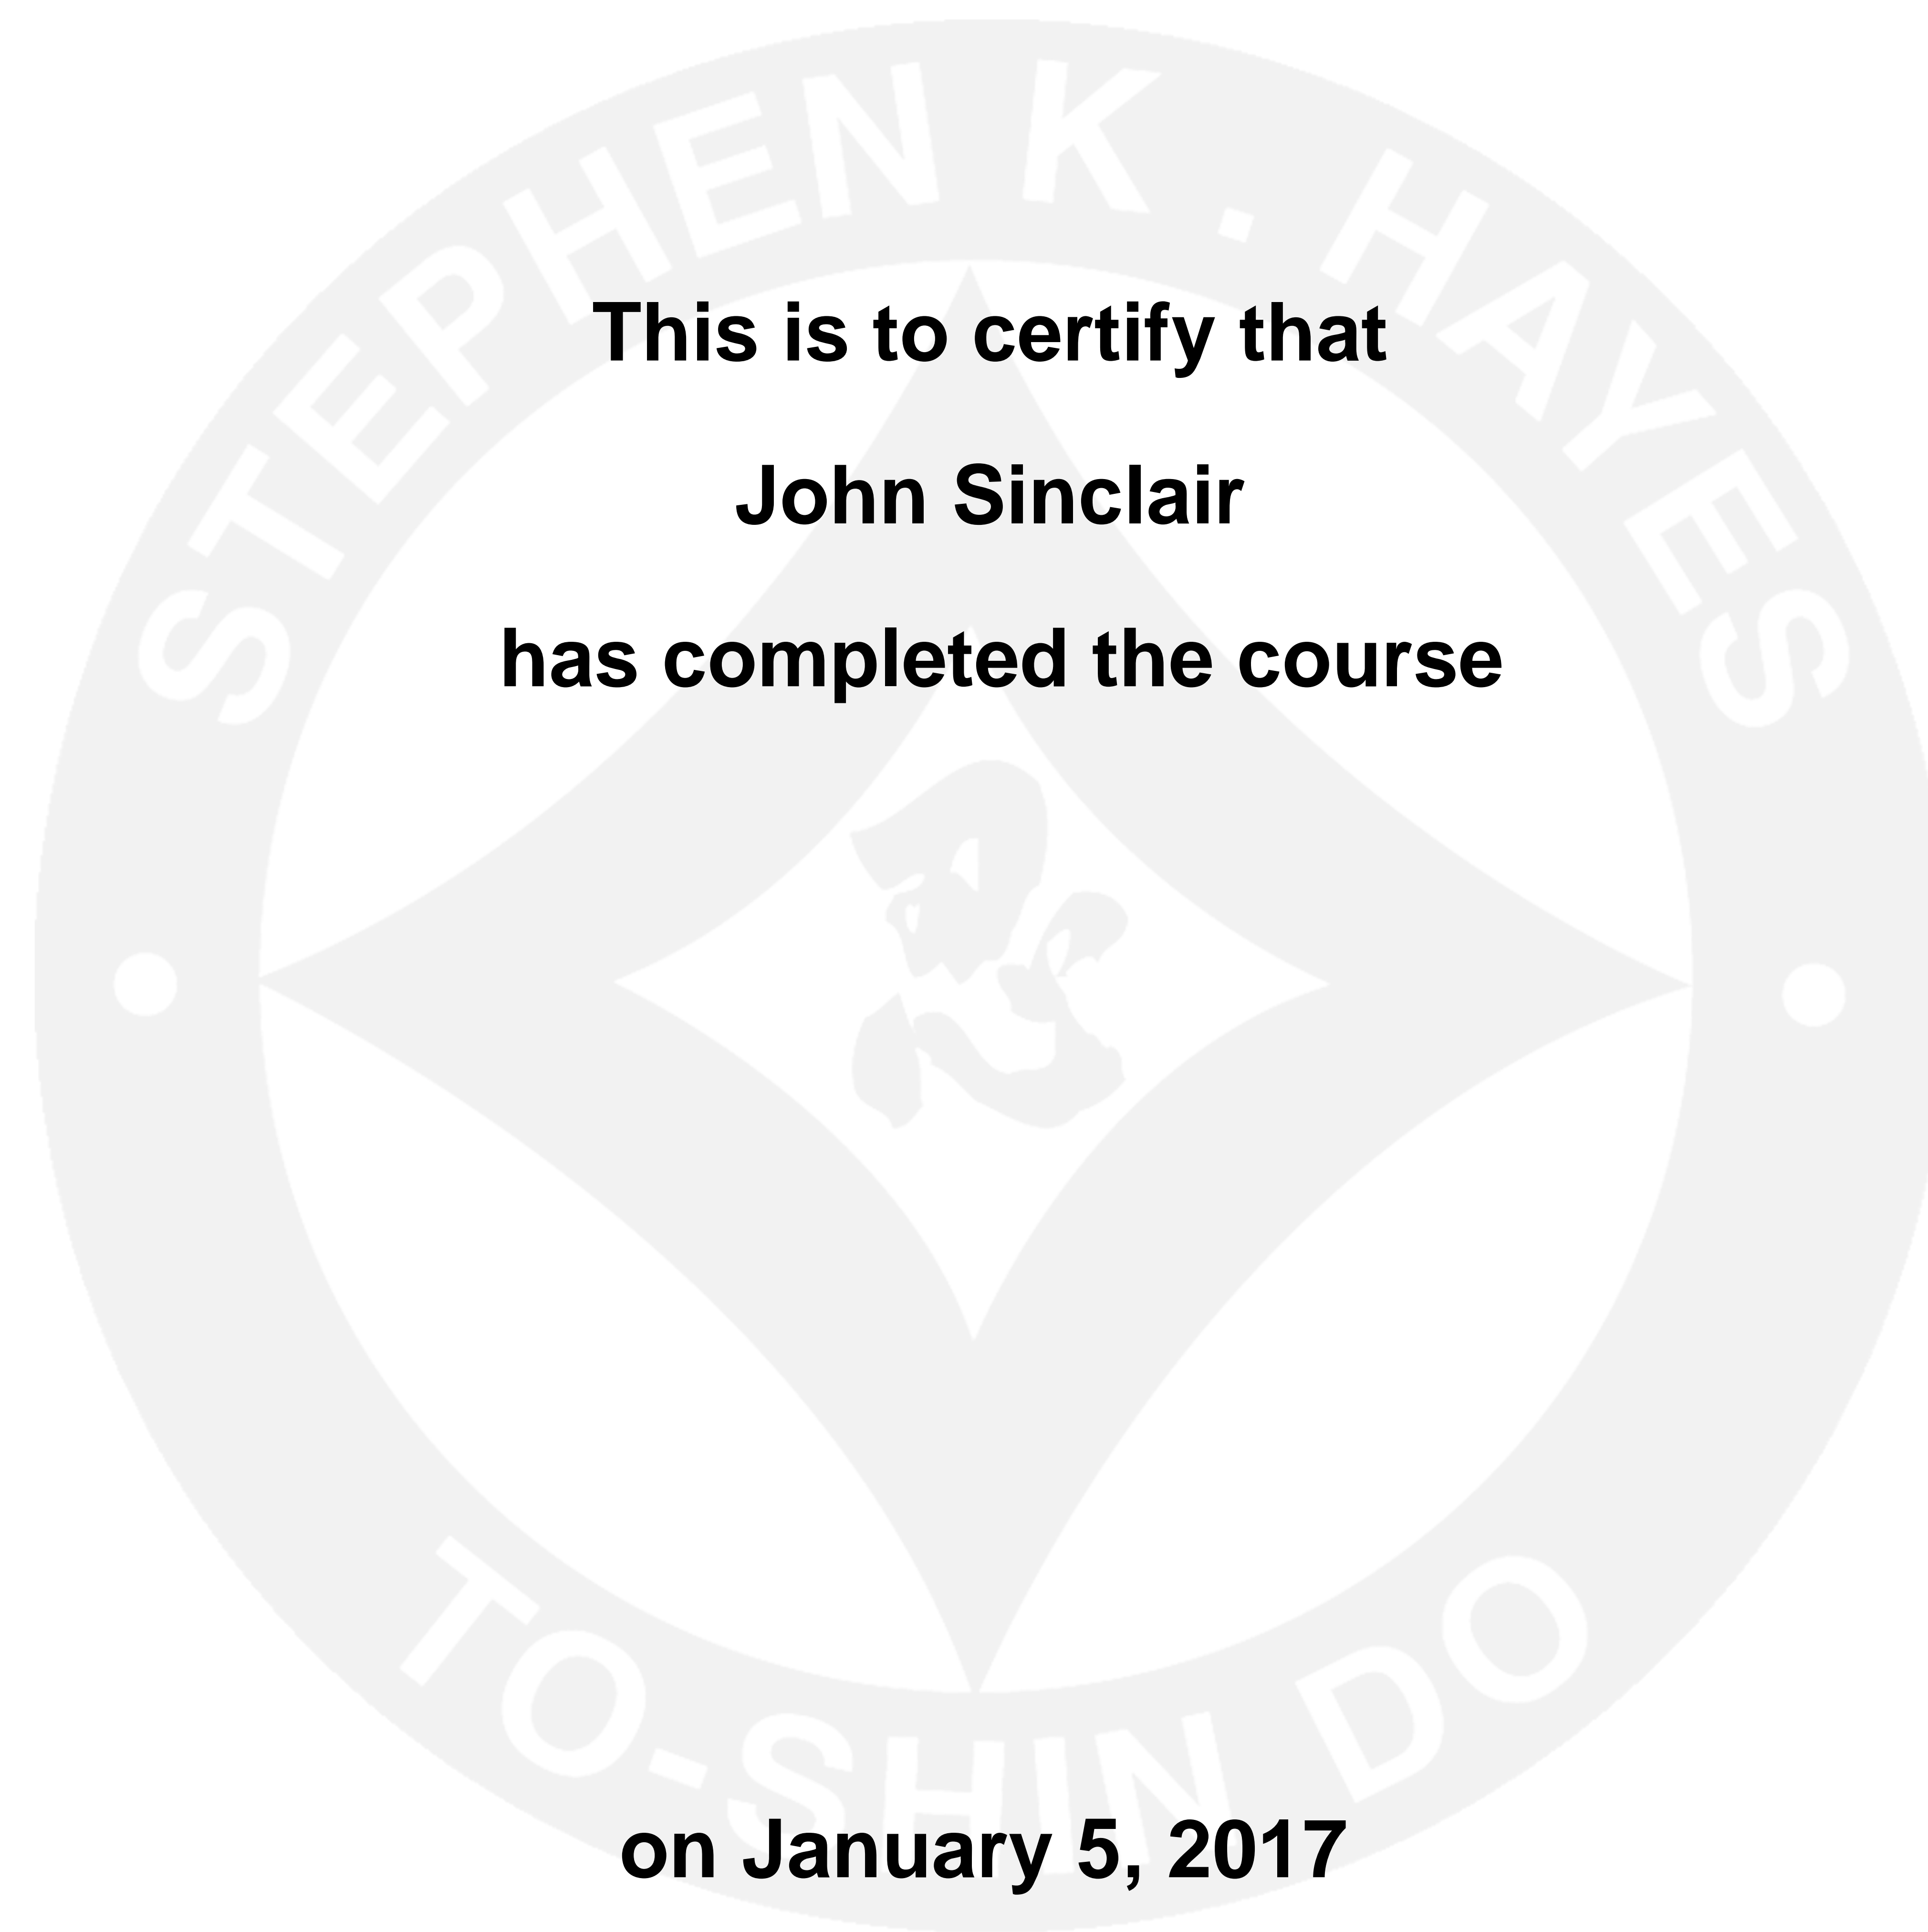 STEPHEN K. HAYES
This is to certify that
John Sinclair
has completed the course
忍
TO-SHIN DO
on January 5, 2017